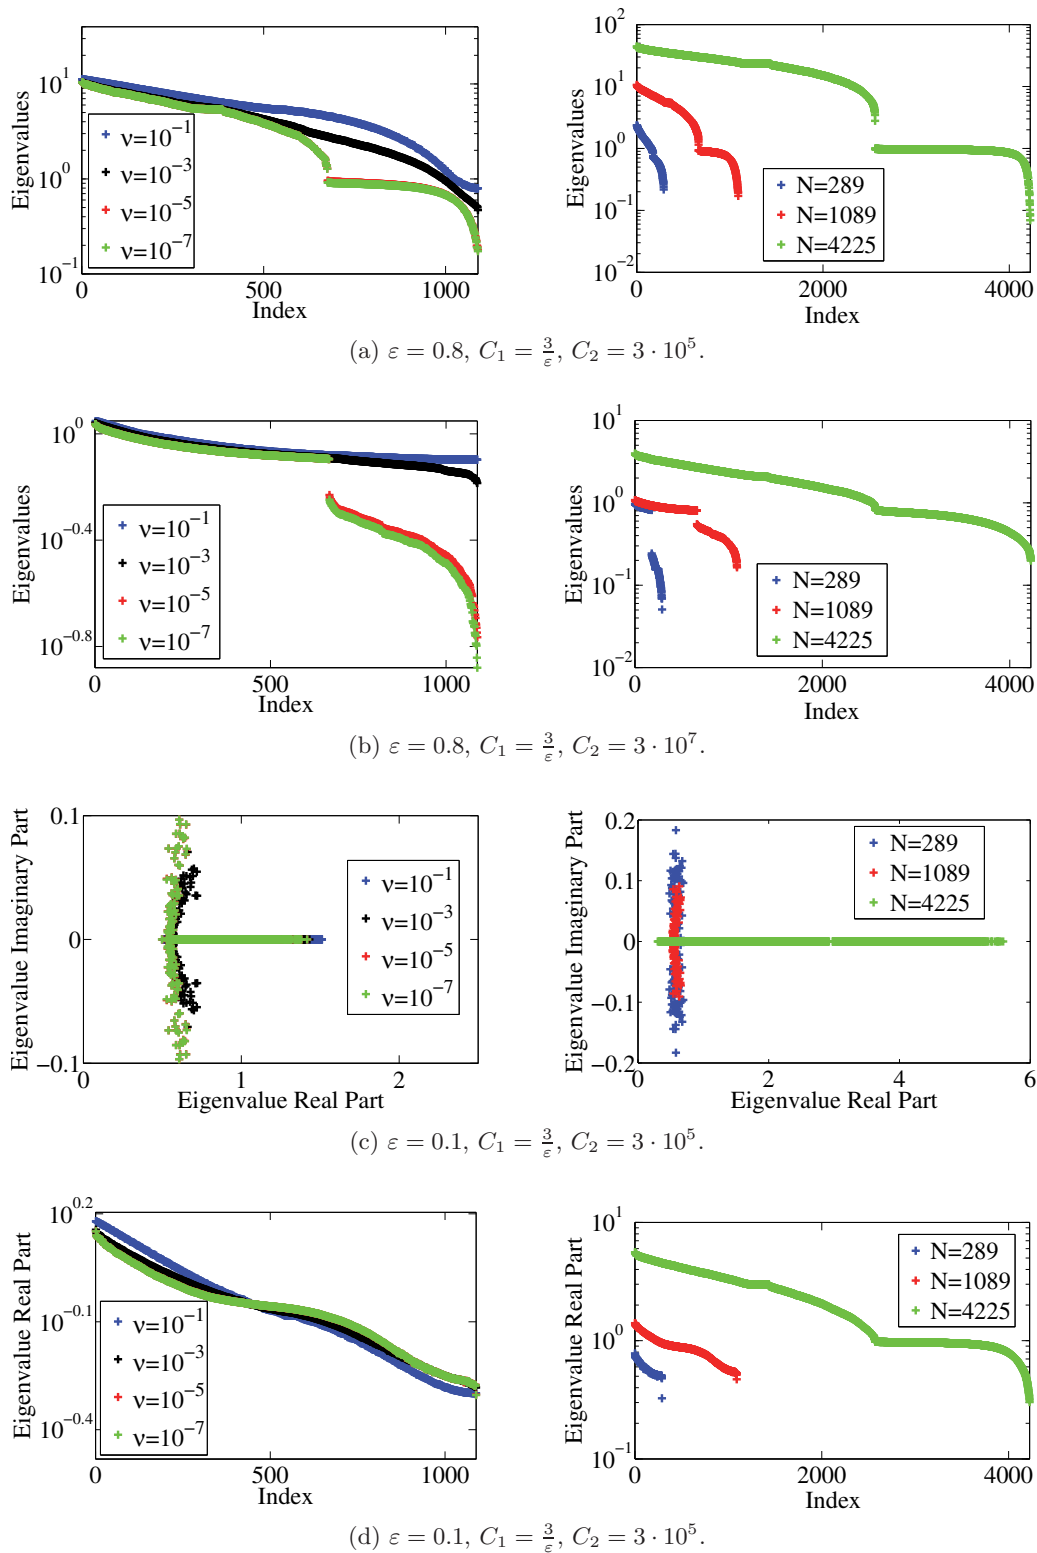 10^1
10^0
10^-1
Eigenvalues
ν=10^-1
ν=10^-3
ν=10^-5
ν=10^-7
0
500
1000
Index
10^2
10^1
10^0
10^-1
10^-2
Eigenvalues
N=289
N=1089
N=4225
0
2000
4000
Index
(a) ε = 0.8, C_1 = 3/ε, C_2 = 3 · 10^5.
10^0
10^-0.4
10^-0.8
Eigenvalues
ν=10^-1
ν=10^-3
ν=10^-5
ν=10^-7
0
500
1000
Index
10^1
10^0
10^-1
10^-2
Eigenvalues
N=289
N=1089
N=4225
0
2000
4000
Index
(b) ε = 0.8, C_1 = 3/ε, C_2 = 3 · 10^7.
0.1
0
−0.1
Eigenvalue Imaginary Part
ν=10^-1
ν=10^-3
ν=10^-5
ν=10^-7
0
1
2
Eigenvalue Real Part
0.2
0.1
0
−0.1
−0.2
Eigenvalue Imaginary Part
N=289
N=1089
N=4225
0
2
4
6
Eigenvalue Real Part
(c) ε = 0.1, C_1 = 3/ε, C_2 = 3 · 10^5.
10^0.2
10^-0.1
10^-0.4
Eigenvalue Real Part
ν=10^-1
ν=10^-3
ν=10^-5
ν=10^-7
0
500
1000
Index
10^1
10^0
10^-1
Eigenvalue Real Part
N=289
N=1089
N=4225
0
2000
4000
Index
(d) ε = 0.1, C_1 = 3/ε, C_2 = 3 · 10^5.